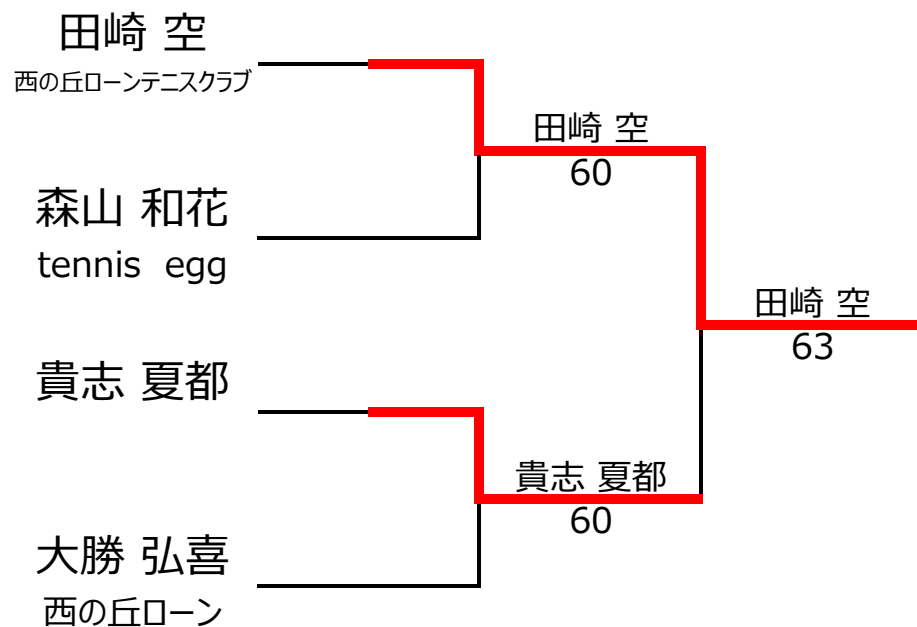 田崎 空
西の丘ローンテニスクラブ
田崎 空
60
森山 和花
tennis egg
田崎 空
63
貴志 夏都
貴志 夏都
60
大勝 弘喜
西の丘ローン